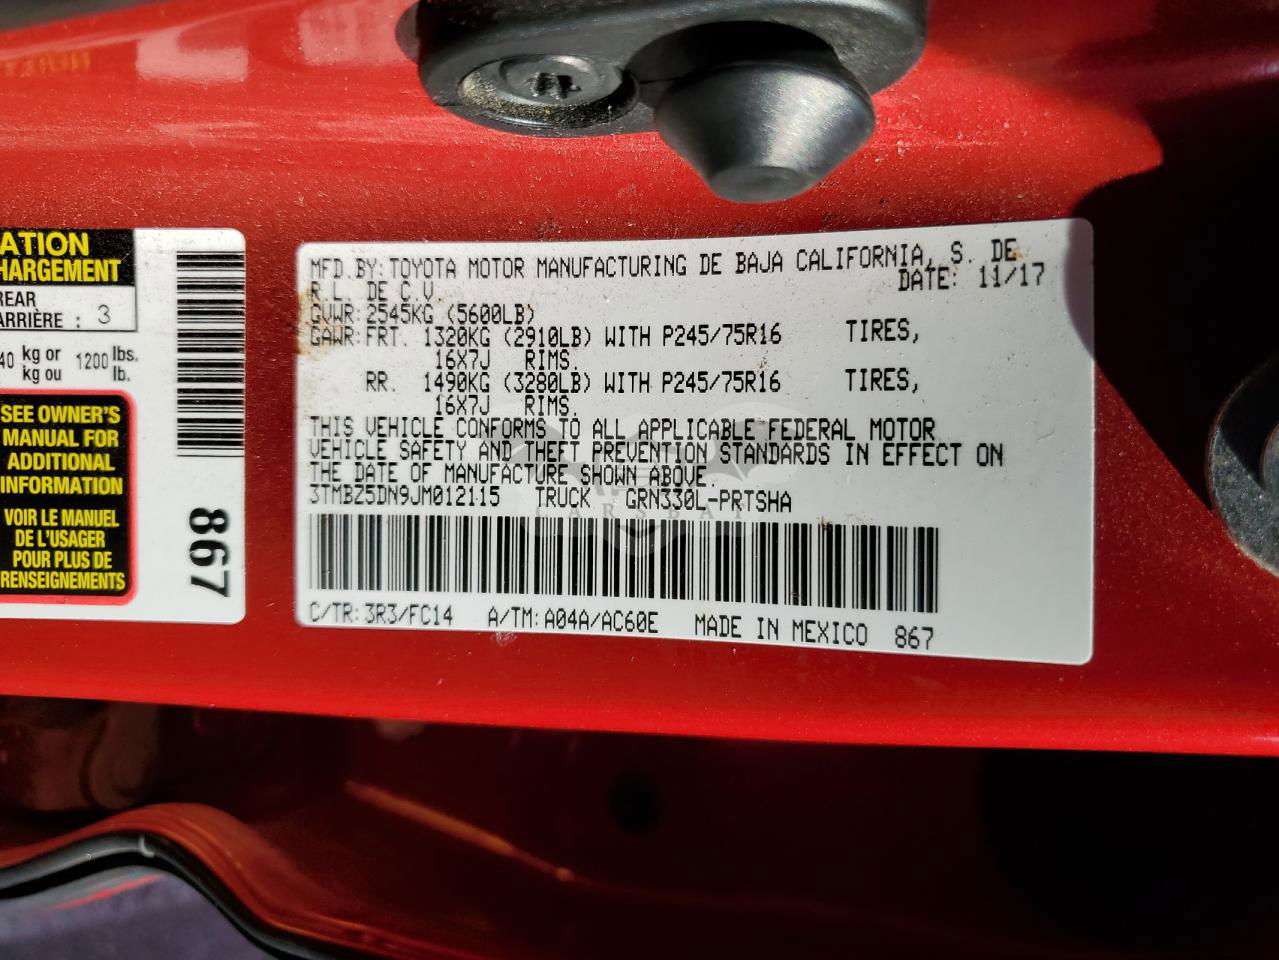 ATION
HARGEMENT
REAR
ARRIÈRE : 3
40 kg or 1200 lbs.
kg ou lb.
SEE OWNER'S
MANUAL FOR
ADDITIONAL
INFORMATION
VOIR LE MANUEL
DE L'USAGER
POUR PLUS DE
RENSEIGNEMENTS
867
MFD.BY:TOYOTA MOTOR MANUFACTURING DE BAJA CALIFORNIA, S. DE
R.L. DE C.V DATE: 11/17
GVWR:2545KG (5600LB)
GAWR:FRT. 1320KG (2910LB) WITH P245/75R16 TIRES,
16X7J RIMS.
RR. 1490KG (3280LB) WITH P245/75R16 TIRES,
16X7J RIMS.
THIS VEHICLE CONFORMS TO ALL APPLICABLE FEDERAL MOTOR
VEHICLE SAFETY AND THEFT PREVENTION STANDARDS IN EFFECT ON
THE DATE OF MANUFACTURE SHOWN ABOVE.
3TMBZ5DN9JM012115 TRUCK GRN330L-PRTSHA
CARSBAT
C/TR:3R3/FC14 A/TM:A04A/AC60E MADE IN MEXICO 867